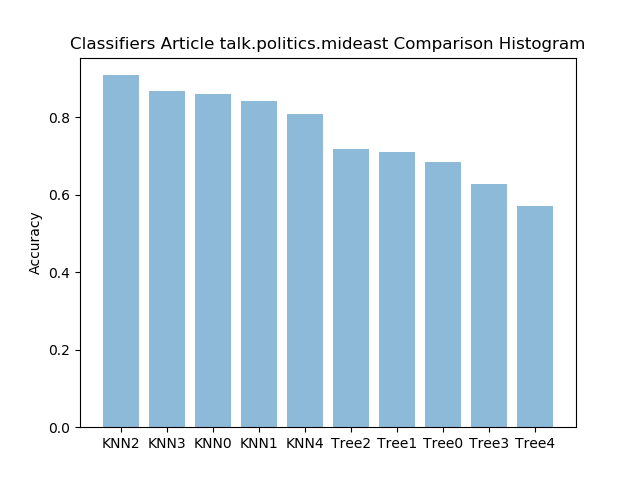 Classifiers Article talk.politics.mideast Comparison Histogram
Accuracy
0.8
0.6
0.4
0.2
0.0
KNN2 KNN3 KNN0 KNN1 KNN4 Tree2 Tree1 Tree0 Tree3 Tree4